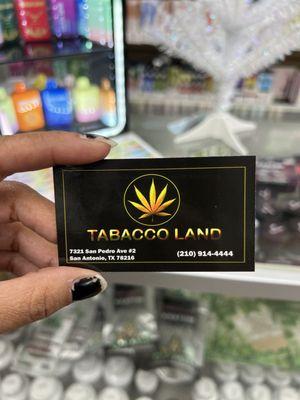 TABACCO LAND
7321 San Pedro Ave #2
San Antonio, TX 78216
(210) 914-4444